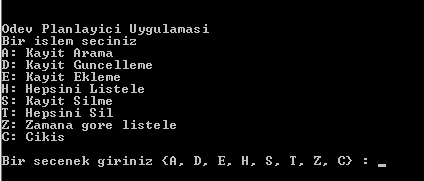 Odev Planlayici Uygulamasi
Bir islem seciniz
A: Kayit Arama
D: Kayit Guncelleme
E: Kayit Ekleme
H: Hepsini Listele
S: Kayit Silme
T: Hepsini Sil
Z: Zamana gore listele
C: Cikis
Bir secenek giriniz {A, D, E, H, S, T, Z, C} : _